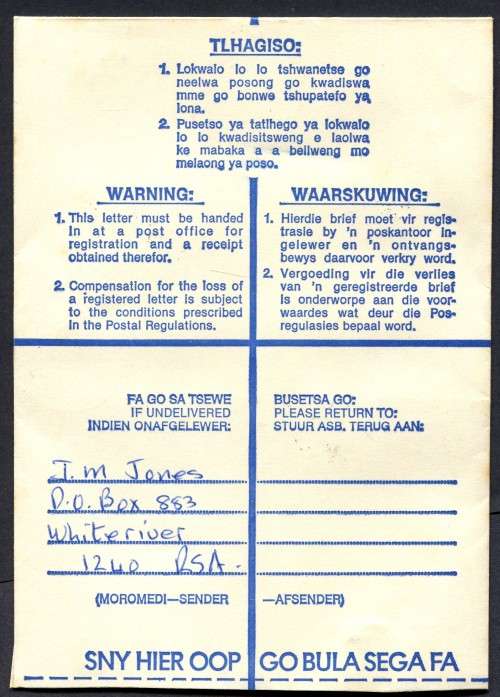 TLHAGISO:
1. Lokwalo lo lo tshwanetse go
neelwa posong go kwadiswa
mme go bonwe tshupatefo ya
lona.
2. Pusetso ya tatlhego ya lokwalo
lo lo kwadisitsweng e laolwa
ke mabaka a a beilweng mo
melaong ya poso.
WARNING:
1. This letter must be handed
in at a post office for
registration and a receipt
obtained therefor.
2. Compensation for the loss of
a registered letter is subject
to the conditions prescribed
in the Postal Regulations.
WAARSKUWING:
1. Hierdie brief moet vir regis-
trasie by 'n poskantoor in-
gelewer en 'n ontvangs-
bewys daarvoor verkry word.
2. Vergoeding vir die verlies
van 'n geregistreerde brief
is onderworpe aan die voor-
waardes wat deur die Pos-
regulasies bepaal word.
FA GO SA TSEWE
IF UNDELIVERED
INDIEN ONAFGELEWER:
BUSETSA GO:
PLEASE RETURN TO:
STUUR ASB. TERUG AAN:
J.M Jones
P.O. Box 883
Whiteriver
1240 RSA.
(MOROMEDI—SENDER —AFSENDER)
SNY HIER OOP GO BULA SEGA FA